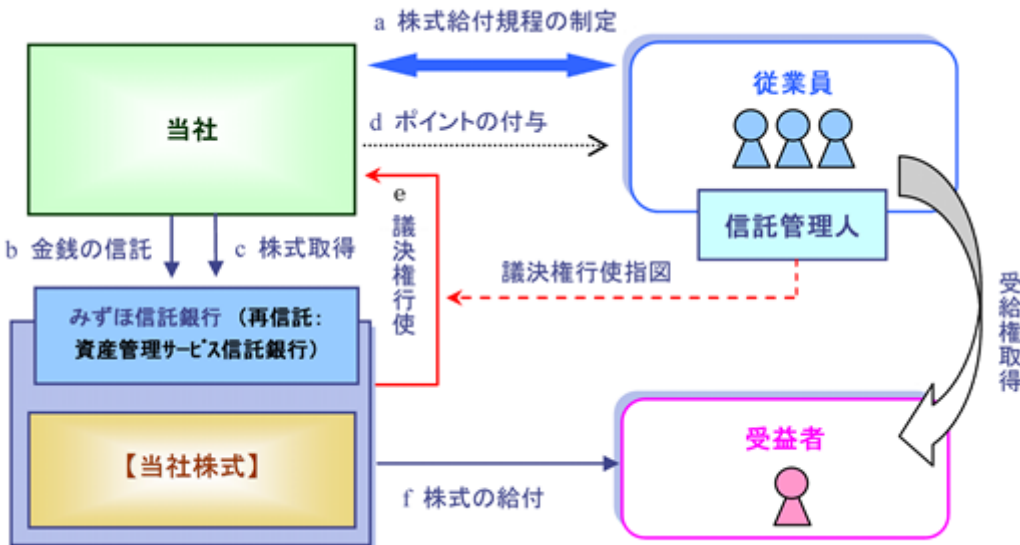 a 株式給付規程の制定
当社
従業員
d ポイントの付与
e 議決権行使
信託管理人
b 金銭の信託
c 株式取得
議決権行使指図
受給権取得
みずほ信託銀行 (再信託:
資産管理サービス信託銀行)
【当社株式】
受益者
f 株式の給付